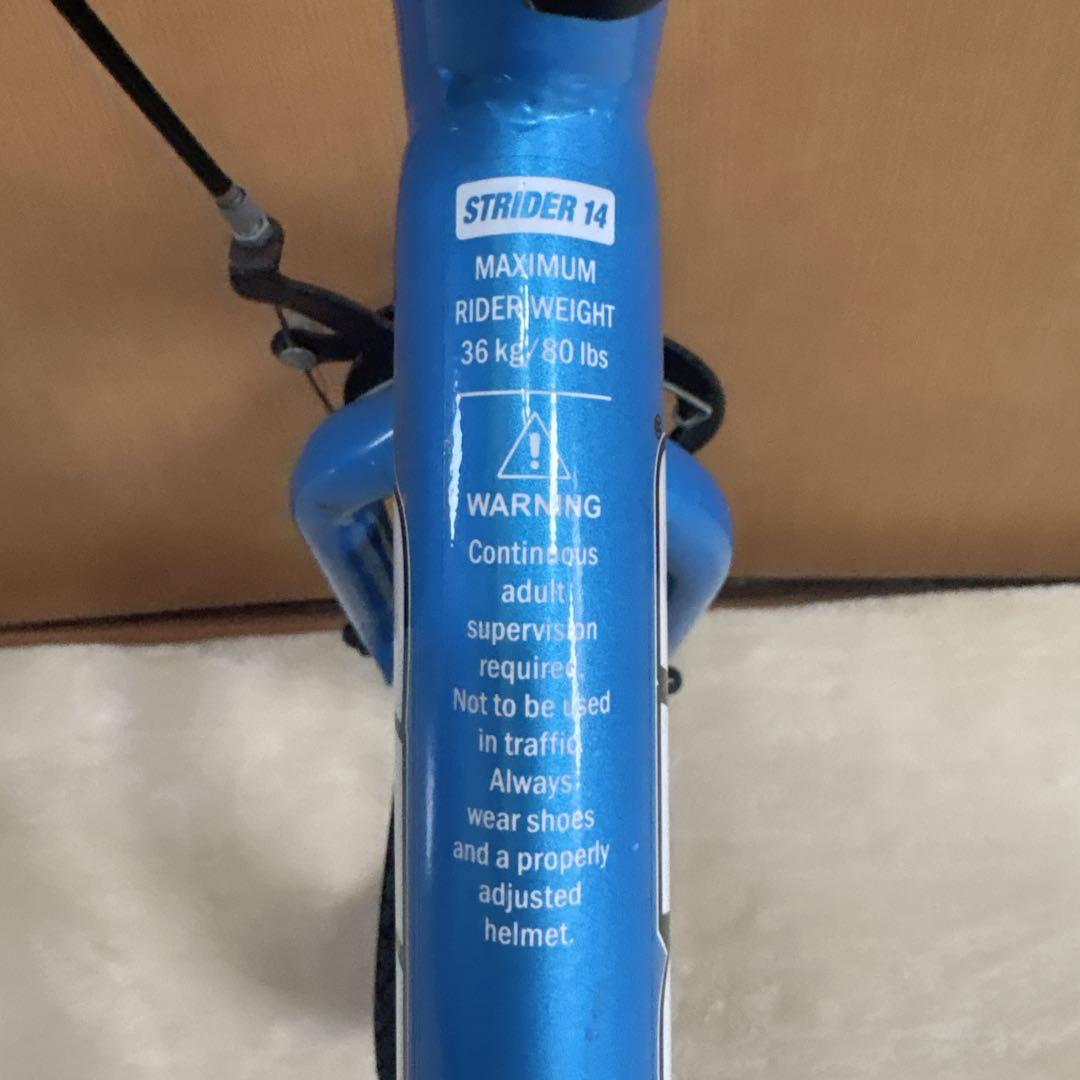 STRIDER 14
MAXIMUM
RIDER WEIGHT
36 kg/80 lbs
WARNING
Continuous
adult
supervision
required.
Not to be used
in traffic.
Always
wear shoes
and a properly
adjusted
helmet.